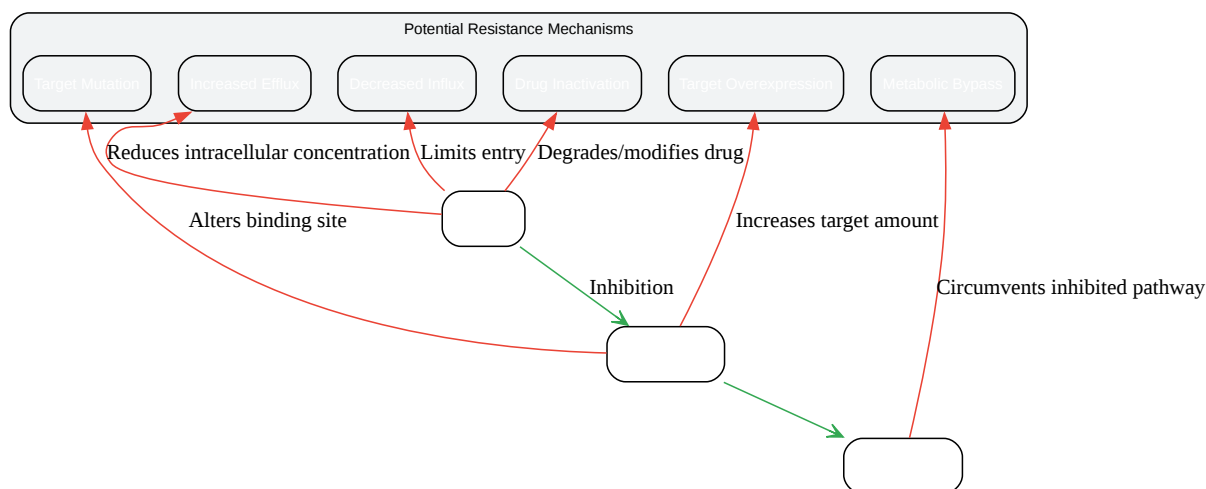 Potential Resistance Mechanisms
Target Mutation
Increased Efflux
Decreased Influx
Drug Inactivation
Target Overexpression
Metabolic Bypass
Reduces intracellular concentration
Limits entry
Degrades/modifies drug
Alters binding site
Increases target amount
Inhibition
Circumvents inhibited pathway